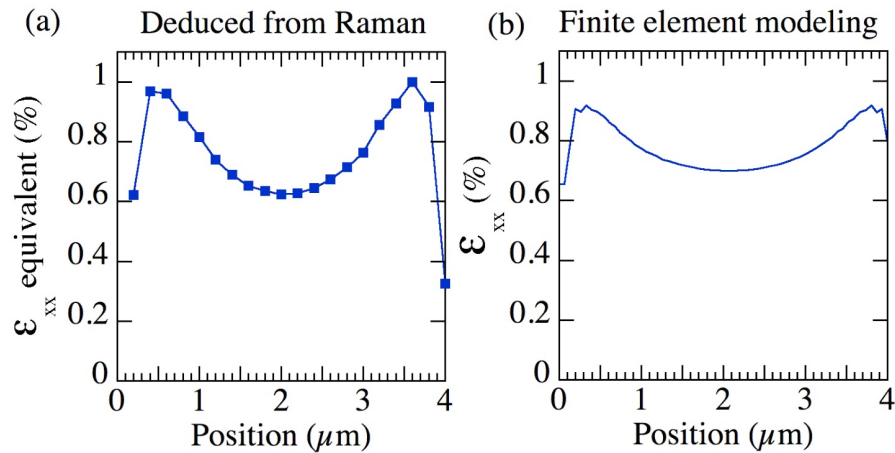 (a) Deduced from Raman
1
0.8
0.6
0.4
0.2
0
0 1 2 3 4
Position (μm)
ε xx equivalent (%)
(b) Finite element modeling
1
0.8
0.6
0.4
0.2
0
0 1 2 3 4
Position (μm)
ε xx (%)